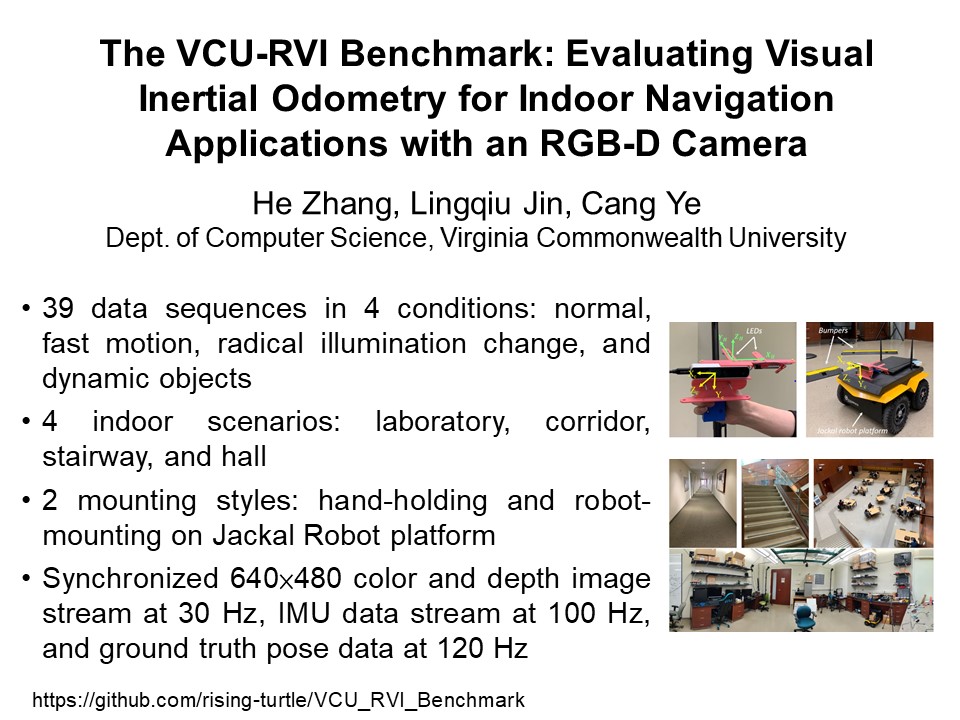 The VCU-RVI Benchmark: Evaluating Visual
Inertial Odometry for Indoor Navigation
Applications with an RGB-D Camera
He Zhang, Lingqiu Jin, Cang Ye
Dept. of Computer Science, Virginia Commonwealth University
• 39 data sequences in 4 conditions: normal,
fast motion, radical illumination change, and
dynamic objects
• 4 indoor scenarios: laboratory, corridor,
stairway, and hall
• 2 mounting styles: hand-holding and robot-
mounting on Jackal Robot platform
• Synchronized 640×480 color and depth image
stream at 30 Hz, IMU data stream at 100 Hz,
and ground truth pose data at 120 Hz
LEDs
Bumpers
Jackal robot platform
https://github.com/rising-turtle/VCU_RVI_Benchmark